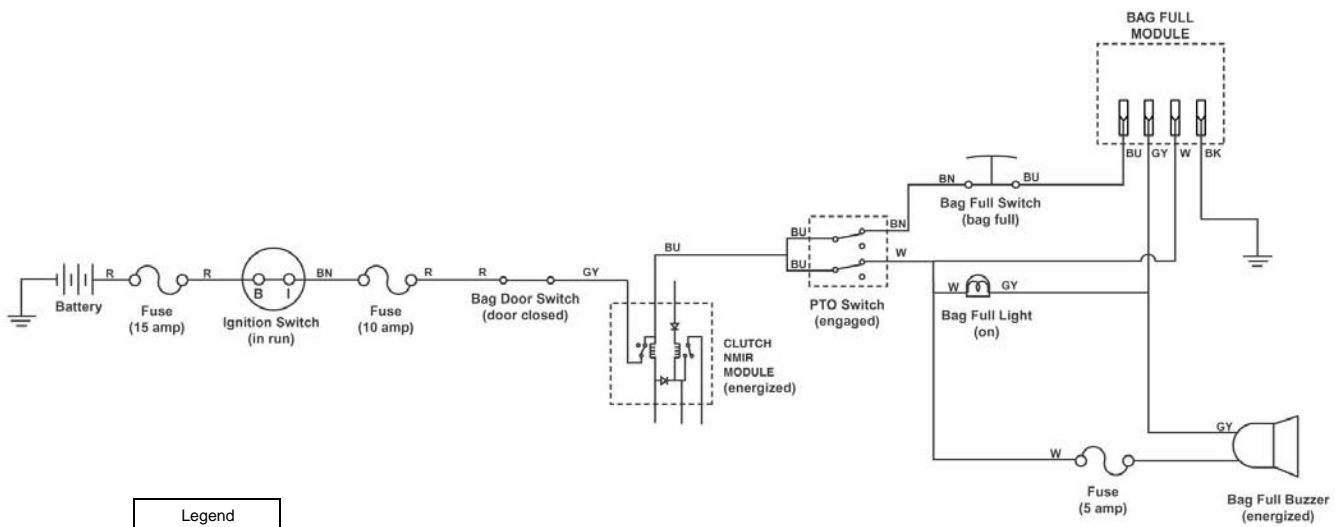 BAG FULL
MODULE
BU GY W BK
BN BU
Bag Full Switch
(bag full)
BU BN
BU W
PTO Switch
(engaged)
W GY
Bag Full Light
(on)
BU
R R BN R R GY
Battery
Fuse
(15 amp)
B I
Ignition Switch
(in run)
Fuse
(10 amp)
Bag Door Switch
(door closed)
CLUTCH
NMIR
MODULE
(energized)
GY
W
Fuse
(5 amp)
Bag Full Buzzer
(energized)
Legend